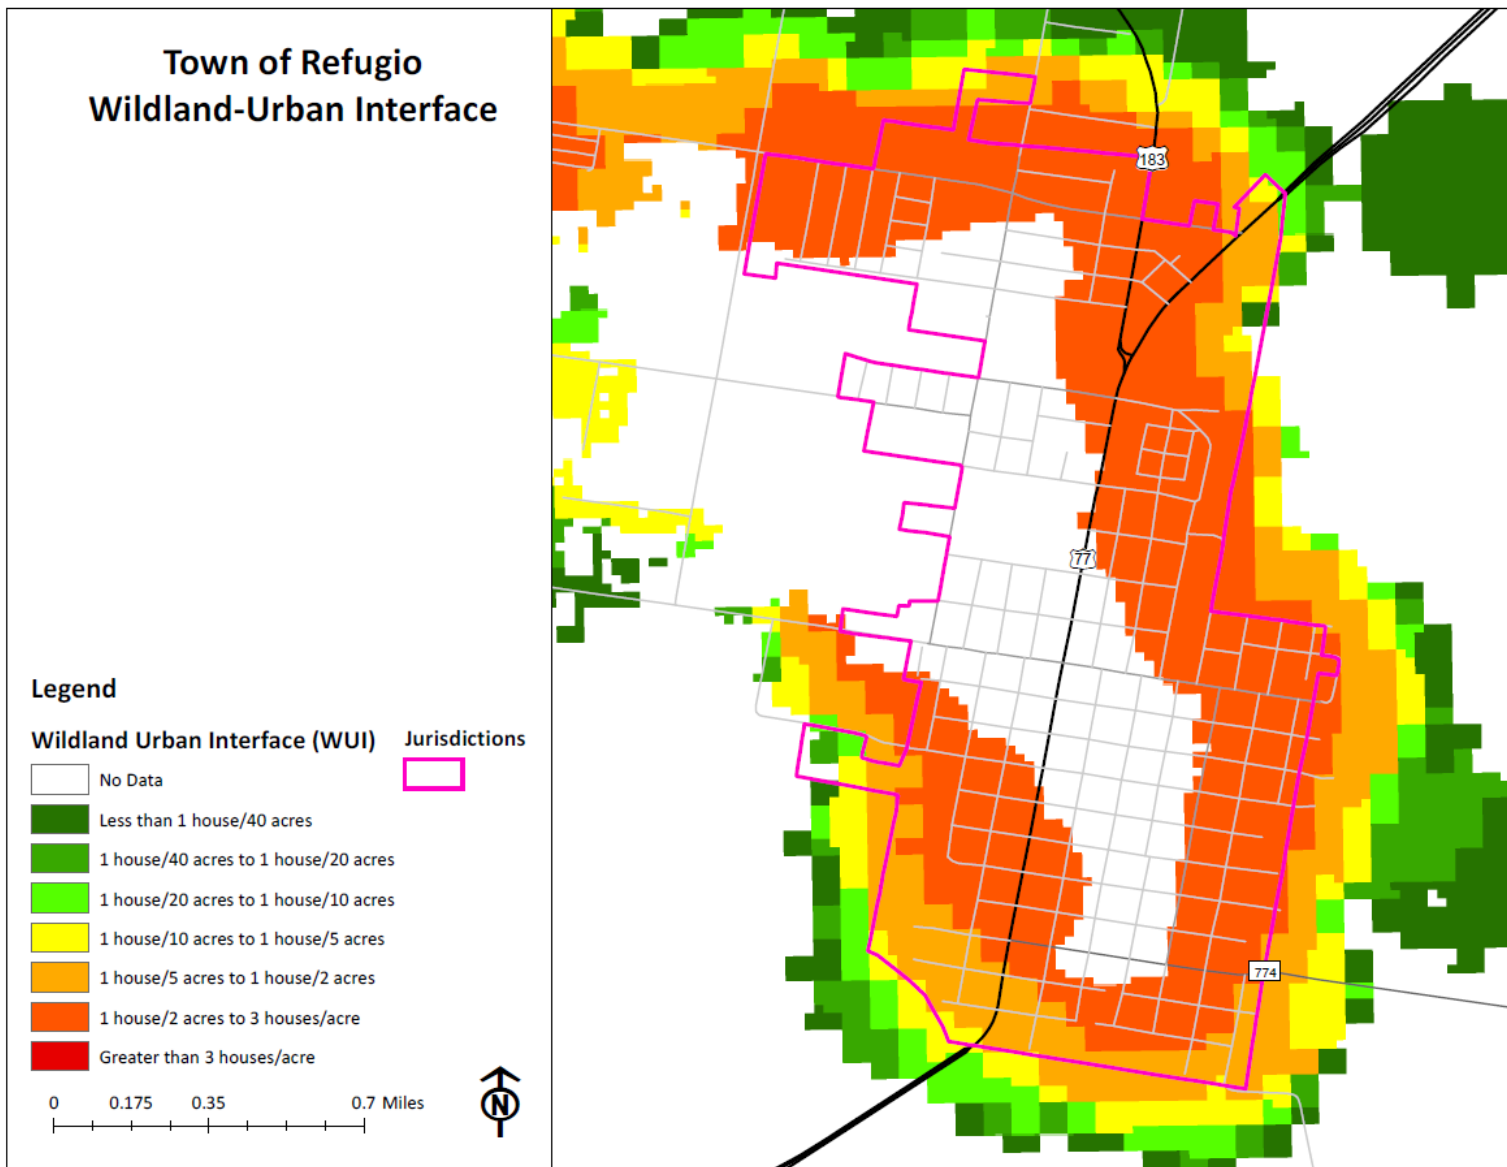 Town of Refugio
Wildland-Urban Interface
Legend
Wildland Urban Interface (WUI)
Jurisdictions
No Data
Less than 1 house/40 acres
1 house/40 acres to 1 house/20 acres
1 house/20 acres to 1 house/10 acres
1 house/10 acres to 1 house/5 acres
1 house/5 acres to 1 house/2 acres
1 house/2 acres to 3 houses/acre
Greater than 3 houses/acre
0 0.175 0.35 0.7 Miles
N
183
77
774